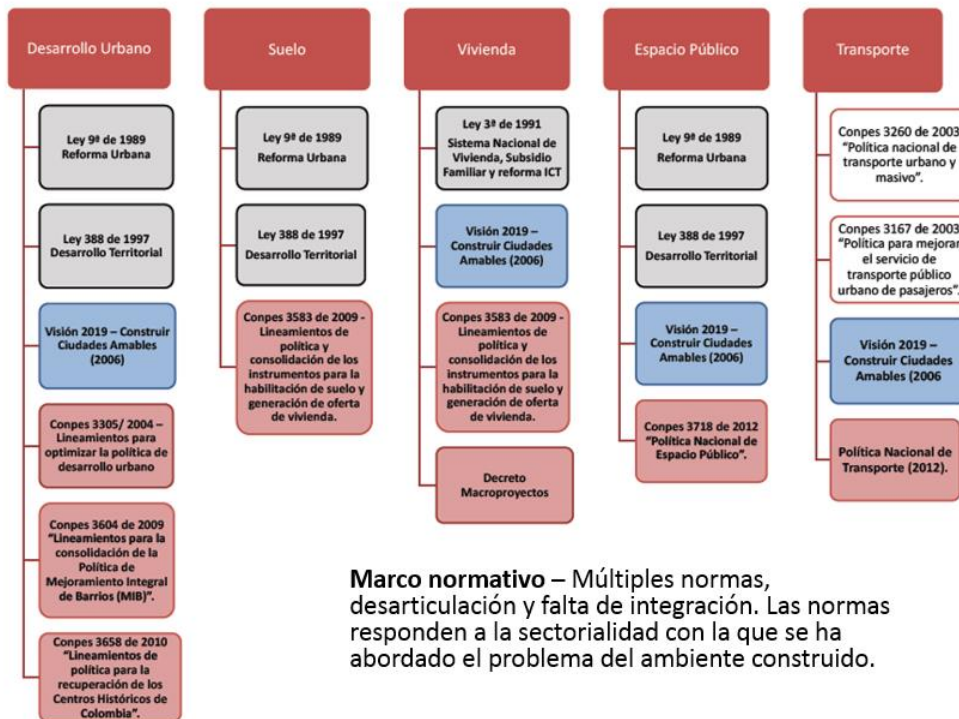 Desarrollo Urbano
Ley 9ª de 1989
Reforma Urbana
Ley 388 de 1997
Desarrollo Territorial
Visión 2019 – Construir
Ciudades Amables
(2006)
Conpes 3305/ 2004 –
Lineamientos para
optimizar la política de
desarrollo urbano
Conpes 3604 de 2009
“Lineamientos para la
consolidación de la
Política de
Mejoramiento Integral
de Barrios (MIB)”.
Conpes 3658 de 2010
“Lineamientos de
política para la
recuperación de los
Centros Históricos de
Colombia”.
Suelo
Ley 9ª de 1989
Reforma Urbana
Ley 388 de 1997
Desarrollo Territorial
Conpes 3583 de 2009 -
Lineamientos de
política y
consolidación de los
instrumentos para la
habilitación de suelo y
generación de oferta
de vivienda.
Vivienda
Ley 3ª de 1991
Sistema Nacional de
Vivienda, Subsidio
Familiar y reforma ICT
Visión 2019 –
Construir Ciudades
Amables (2006)
Conpes 3583 de 2009 -
Lineamientos de
política y
consolidación de los
instrumentos para la
habilitación de suelo y
generación de oferta
de vivienda.
Decreto
Macroproyectos
Espacio Público
Ley 9ª de 1989
Reforma Urbana
Ley 388 de 1997
Desarrollo Territorial
Visión 2019 –
Construir Ciudades
Amables (2006)
Conpes 3718 de 2012
“Política Nacional de
Espacio Público”.
Transporte
Conpes 3260 de 2003
“Política nacional de
transporte urbano y
masivo”.
Conpes 3167 de 2003
“Política para mejorar
el servicio de
transporte público
urbano de pasajeros”.
Visión 2019 –
Construir Ciudades
Amables (2006
Política Nacional de
Transporte (2012).
Marco normativo – Múltiples normas,
desarticulación y falta de integración. Las normas
responden a la sectorialidad con la que se ha
abordado el problema del ambiente construido.